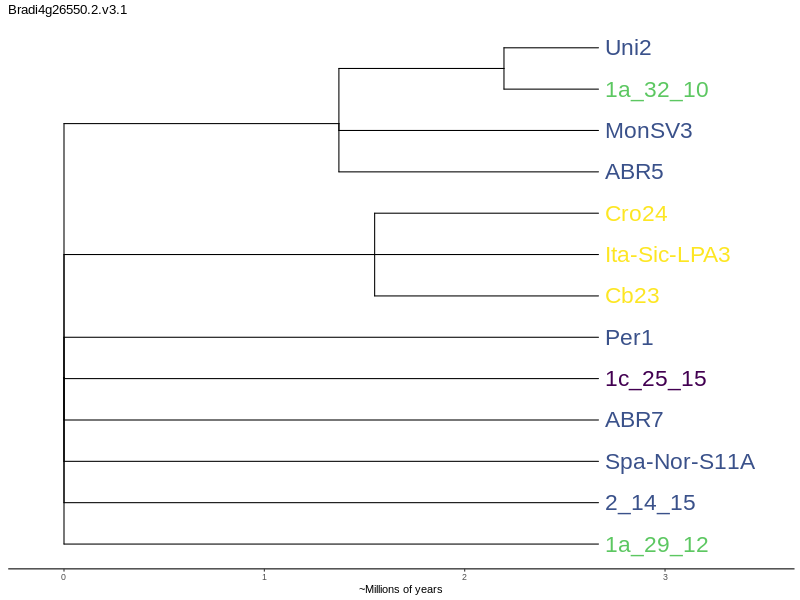 Bradi4g26550.2.v3.1
Uni2
1a_32_10
MonSV3
ABR5
Cro24
Ita-Sic-LPA3
Cb23
Per1
1c_25_15
ABR7
Spa-Nor-S11A
2_14_15
1a_29_12
0 1 2 3
~Millions of years